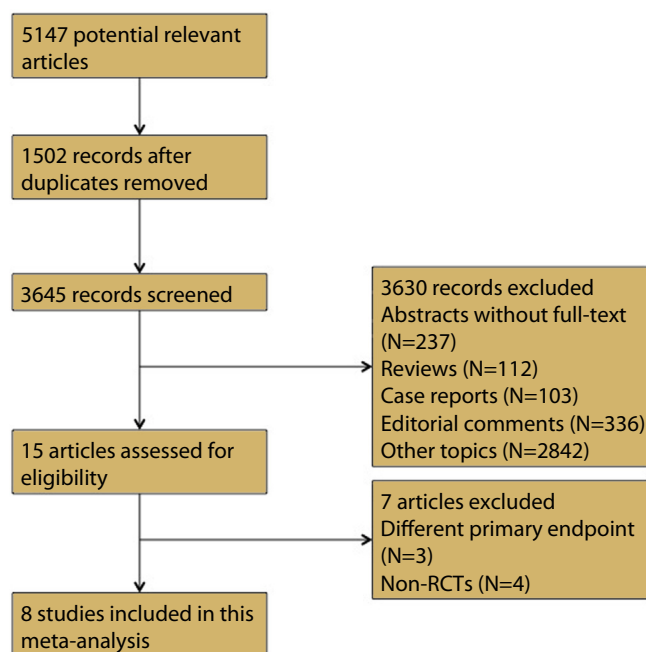 5147 potential relevant
articles
1502 records after
duplicates removed
3645 records screened
3630 records excluded
Abstracts without full-text
(N=237)
Reviews (N=112)
Case reports (N=103)
Editorial comments (N=336)
Other topics (N=2842)
15 articles assessed for
eligibility
7 articles excluded
Different primary endpoint
(N=3)
Non-RCTs (N=4)
8 studies included in this
meta-analysis